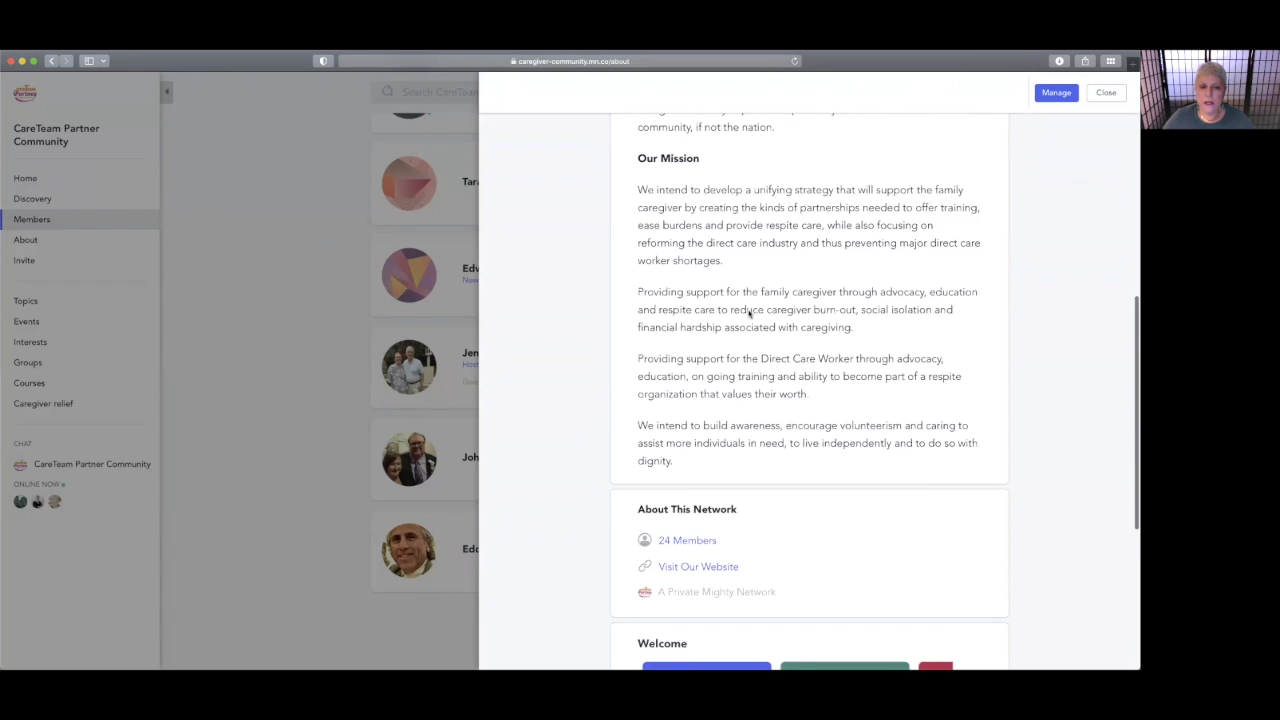 caregiver-community.mn.co/about
CareTeam Partner
Community
Home
Discovery
Members
About
Invite
Topics
Events
Interests
Groups
Courses
Caregiver relief
CHAT
CareTeam Partner Community
ONLINE NOW
Search CareTeam
Tara
Edw
New
Jen
Host
Joh
Edd
Manage
Close
community, if not the nation.
Our Mission
We intend to develop a unifying strategy that will support the family
caregiver by creating the kinds of partnerships needed to offer training,
ease burdens and provide respite care, while also focusing on
reforming the direct care industry and thus preventing major direct care
worker shortages.
Providing support for the family caregiver through advocacy, education
and respite care to reduce caregiver burn-out, social isolation and
financial hardship associated with caregiving.
Providing support for the Direct Care Worker through advocacy,
education, on going training and ability to become part of a respite
organization that values their worth.
We intend to build awareness, encourage volunteerism and caring to
assist more individuals in need, to live independently and to do so with
dignity.
About This Network
24 Members
Visit Our Website
A Private Mighty Network
Welcome